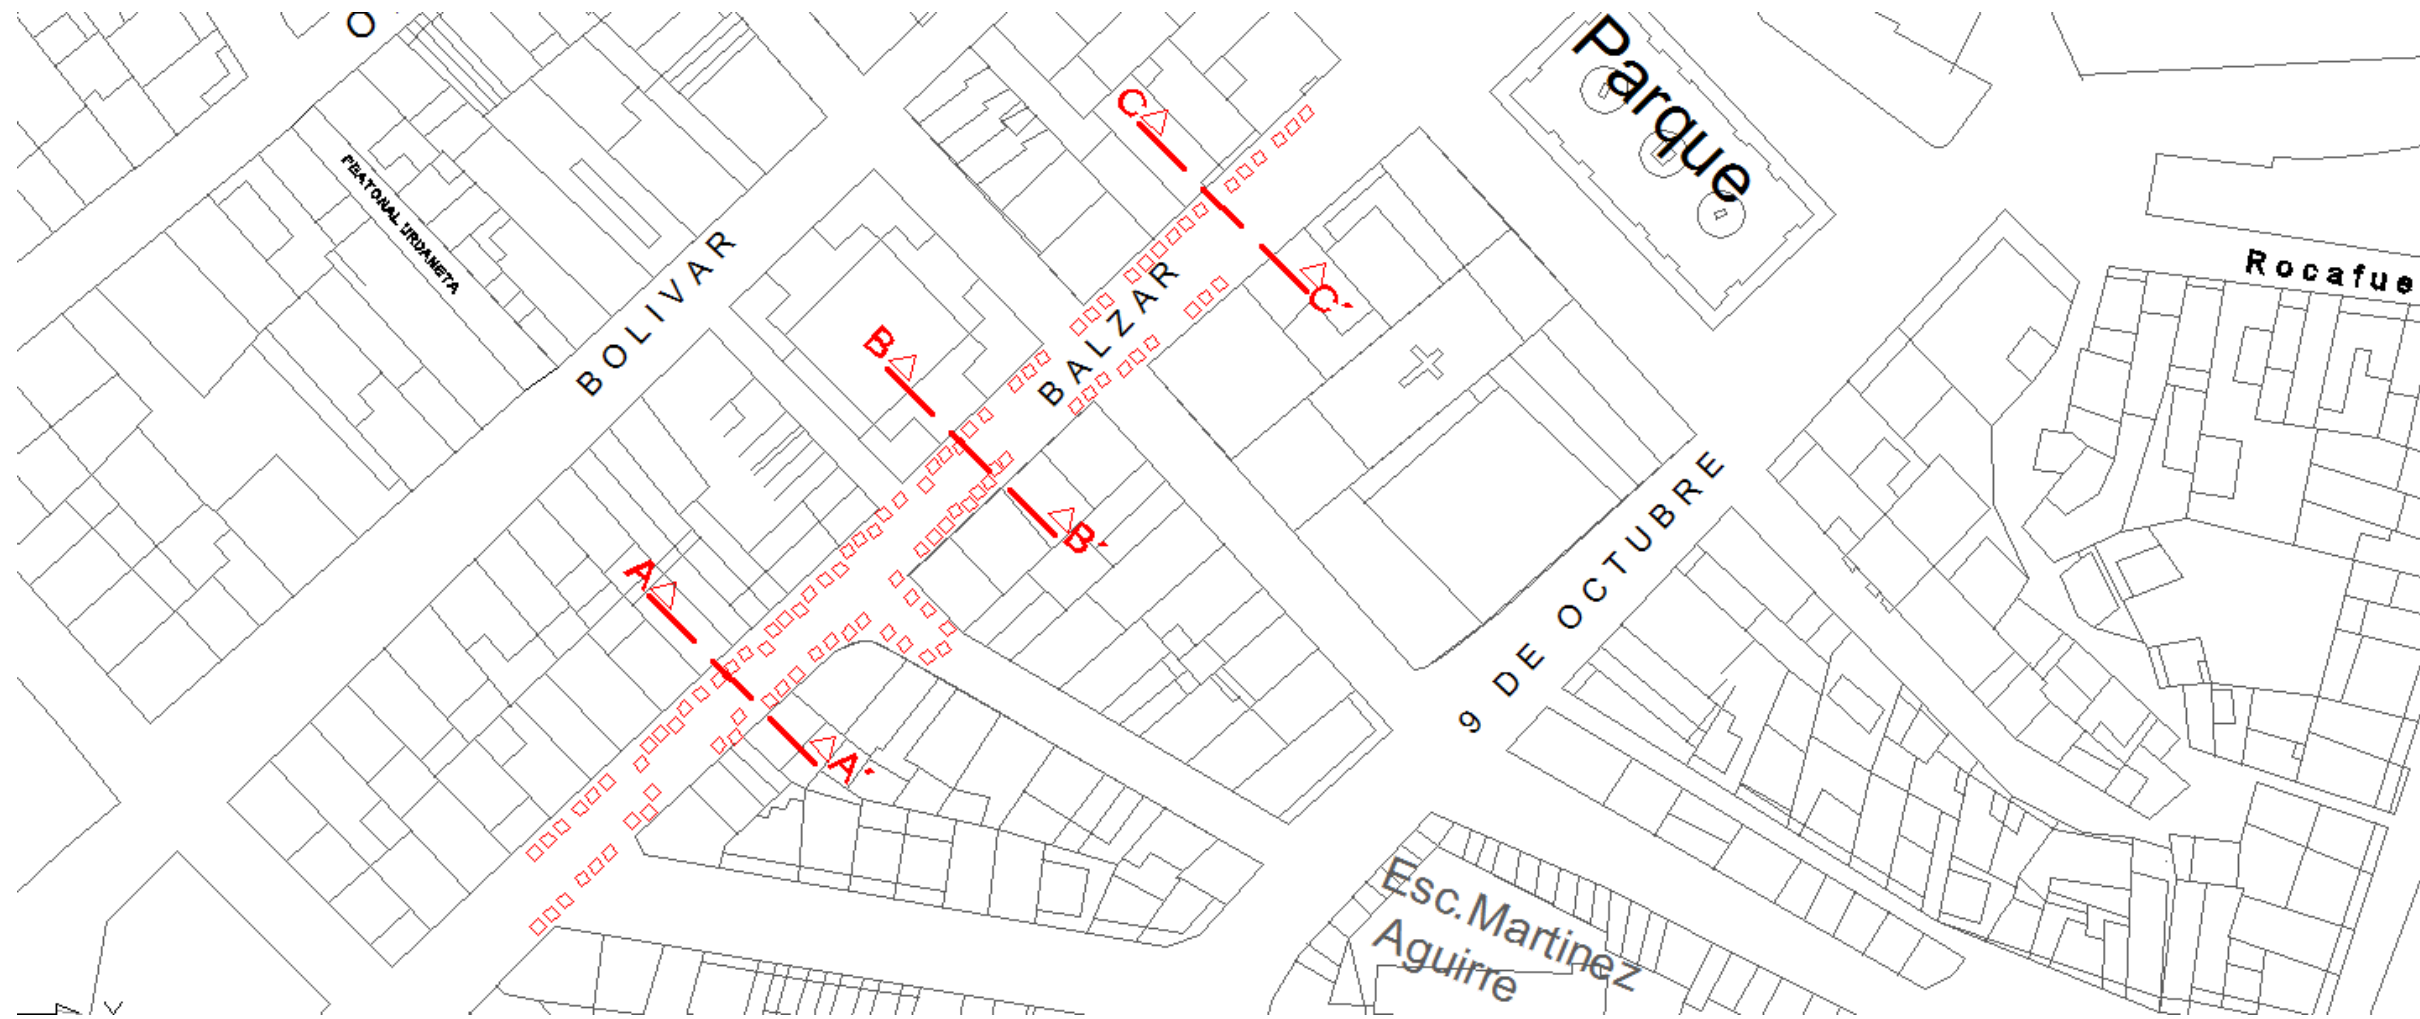 O
Parque
C
PEATONAL URDANETA
BOLIVAR
BALZAR
Rocafue
C´
B
B´
A
9 DE OCTUBRE
A´
Esc.Martinez
Aguirre